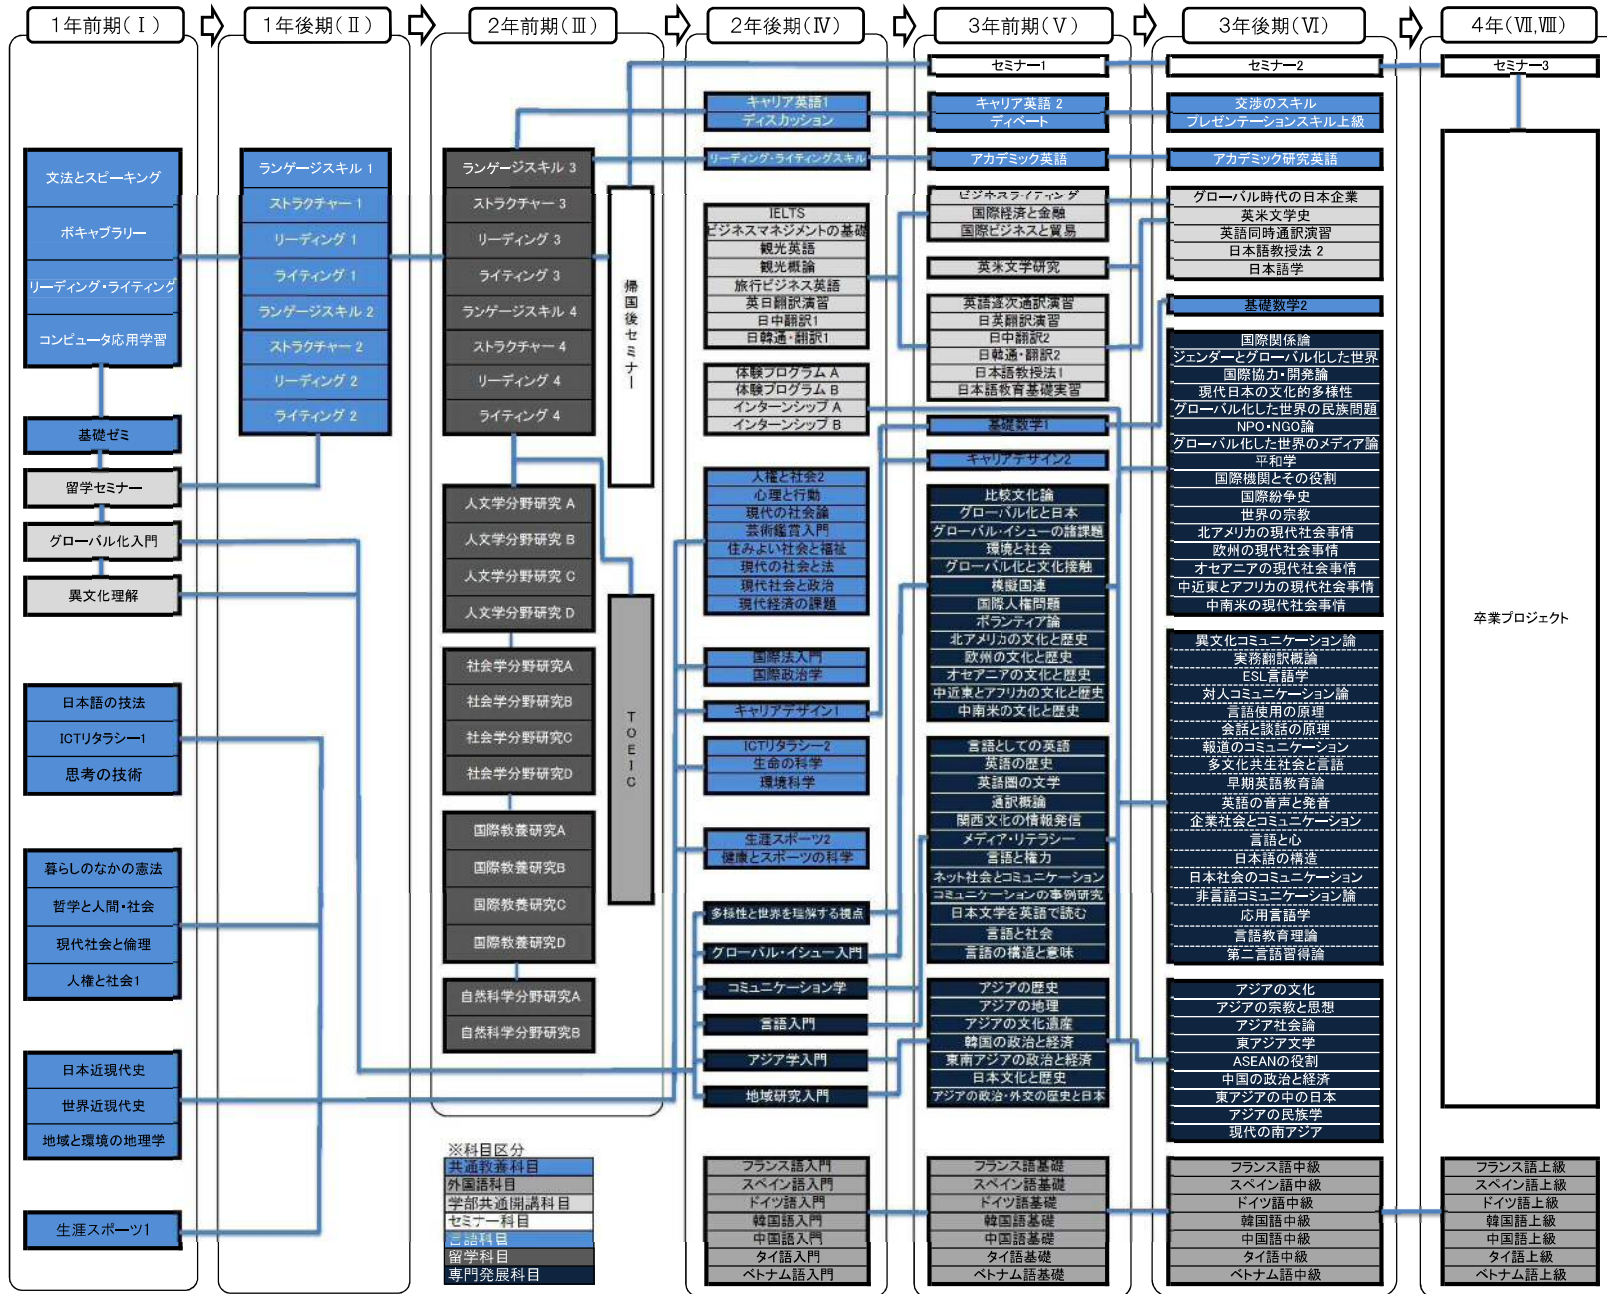 1年前期(Ⅰ)
1年後期(Ⅱ)
2年前期(Ⅲ)
2年後期(Ⅳ)
3年前期(Ⅴ)
3年後期(Ⅵ)
4年(Ⅶ,Ⅷ)
文法とスピーキング
ボキャブラリー
リーディング・ライティング
コンピュータ応用学習
基礎ゼミ
留学セミナー
グローバル化入門
異文化理解
日本語の技法
ICTリタラシー1
思考の技術
暮らしのなかの憲法
哲学と人間・社会
現代社会と倫理
人権と社会1
日本近現代史
世界近現代史
地域と環境の地理学
生涯スポーツ1
ランゲージスキル 1
ストラクチャー 1
リーディング 1
ライティング 1
ランゲージスキル 2
ストラクチャー 2
リーディング 2
ライティング 2
ランゲージスキル 3
ストラクチャー 3
リーディング 3
ライティング 3
ランゲージスキル 4
ストラクチャー 4
リーディング 4
ライティング 4
人文学分野研究 A
人文学分野研究 B
人文学分野研究 C
人文学分野研究 D
社会学分野研究A
社会学分野研究B
社会学分野研究C
社会学分野研究D
国際教養研究A
国際教養研究B
国際教養研究C
国際教養研究D
自然科学分野研究A
自然科学分野研究B
帰国後セミナー
TOEIC
※科目区分
共通教養科目
外国語科目
学部共通開講科目
セミナー科目
言語科目
留学科目
専門発展科目
キャリア英語1
ディスカッション
リーディング・ライティングスキル
IELTS
ビジネスマネジメントの基礎
観光英語
観光概論
旅行ビジネス英語
英日翻訳演習
日中翻訳1
日韓通・翻訳1
体験プログラム A
体験プログラム B
インターンシップ A
インターンシップ B
人権と社会2
心理と行動
現代の社会論
芸術鑑賞入門
住みよい社会と福祉
現代の社会と法
現代社会と政治
現代経済の課題
国際法入門
国際政治学
キャリアデザイン1
ICTリタラシー2
生命の科学
環境科学
生涯スポーツ2
健康とスポーツの科学
多様性と世界を理解する視点
グローバル・イシュー入門
コミュニケーション学
言語入門
アジア学入門
地域研究入門
フランス語入門
スペイン語入門
ドイツ語入門
韓国語入門
中国語入門
タイ語入門
ベトナム語入門
セミナー1
キャリア英語 2
ディベート
アカデミック英語
ビジネスライティング
国際経済と金融
国際ビジネスと貿易
英米文学研究
英語逐次通訳演習
日英翻訳演習
日中翻訳2
日韓通・翻訳2
日本語教授法1
日本語教育基礎実習
基礎数学1
キャリアデザイン2
比較文化論
グローバル化と日本
グローバル・イシューの諸課題
環境と社会
グローバル化と文化接触
模擬国連
国際人権問題
ボランティア論
北アメリカの文化と歴史
欧州の文化と歴史
オセアニアの文化と歴史
中近東とアフリカの文化と歴史
中南米の文化と歴史
言語としての英語
英語の歴史
英語圏の文学
通訳概論
関西文化の情報発信
メディア・リテラシー
言語と権力
ネット社会とコミュニケーション
コミュニケーションの事例研究
日本文学を英語で読む
言語と社会
言語の構造と意味
アジアの歴史
アジアの地理
アジアの文化遺産
韓国の政治と経済
東南アジアの政治と経済
日本文化と歴史
アジアの政治・外交の歴史と日本
フランス語基礎
スペイン語基礎
ドイツ語基礎
韓国語基礎
中国語基礎
タイ語基礎
ベトナム語基礎
セミナー2
交渉のスキル
プレゼンテーションスキル上級
アカデミック研究英語
グローバル時代の日本企業
英米文学史
英語同時通訳演習
日本語教授法 2
日本語学
基礎数学2
国際関係論
ジェンダーとグローバル化した世界
国際協力・開発論
現代日本の文化的多様性
グローバル化した世界の民族問題
NPO・NGO論
グローバル化した世界のメディア論
平和学
国際機関とその役割
国際紛争史
世界の宗教
北アメリカの現代社会事情
欧州の現代社会事情
オセアニアの現代社会事情
中近東とアフリカの現代社会事情
中南米の現代社会事情
異文化コミュニケーション論
実務翻訳概論
ESL言語学
対人コミュニケーション論
言語使用の原理
会話と談話の原理
報道のコミュニケーション
多文化共生社会と言語
早期英語教育論
英語の音声と発音
企業社会とコミュニケーション
言語と心
日本語の構造
日本社会のコミュニケーション
非言語コミュニケーション論
応用言語学
言語教育理論
第二言語習得論
アジアの文化
アジアの宗教と思想
アジア社会論
東アジア文学
ASEANの役割
中国の政治と経済
東アジアの中の日本
アジアの民族学
現代の南アジア
フランス語中級
スペイン語中級
ドイツ語中級
韓国語中級
中国語中級
タイ語中級
ベトナム語中級
セミナー3
卒業プロジェクト
フランス語上級
スペイン語上級
ドイツ語上級
韓国語上級
中国語上級
タイ語上級
ベトナム語上級